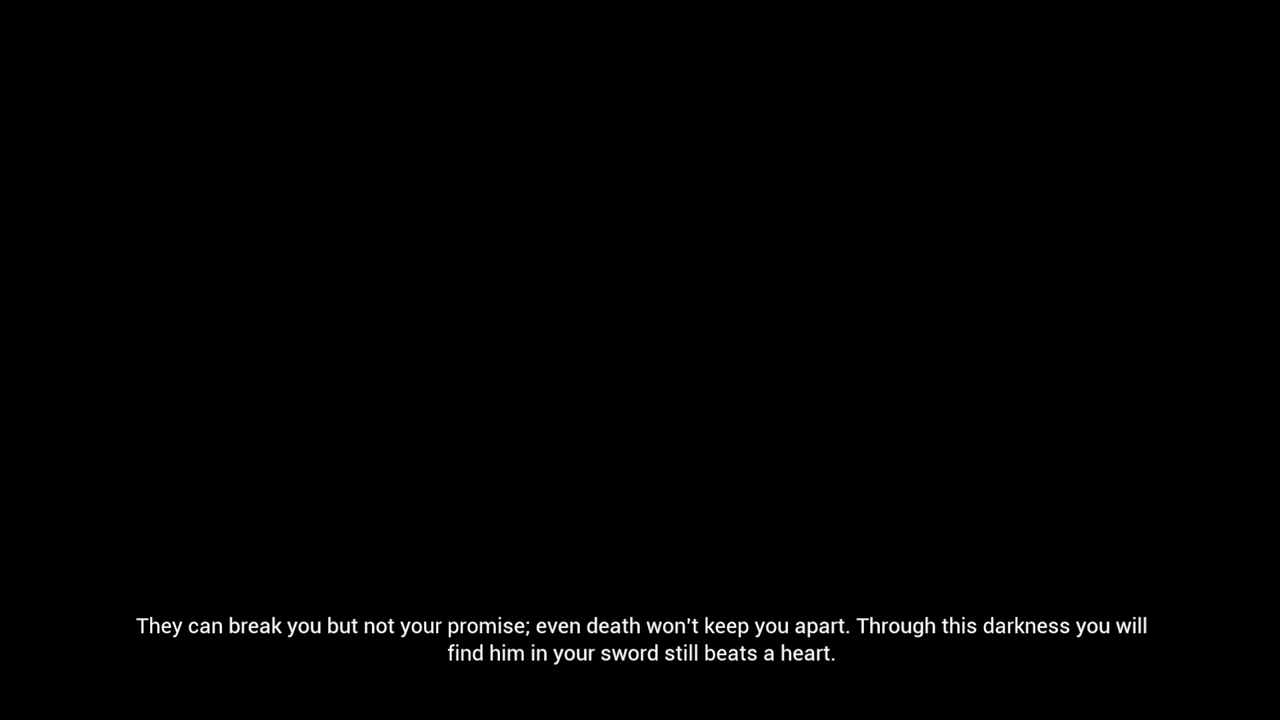 They can break you but not your promise; even death won't keep you apart. Through this darkness you will
find him in your sword still beats a heart.